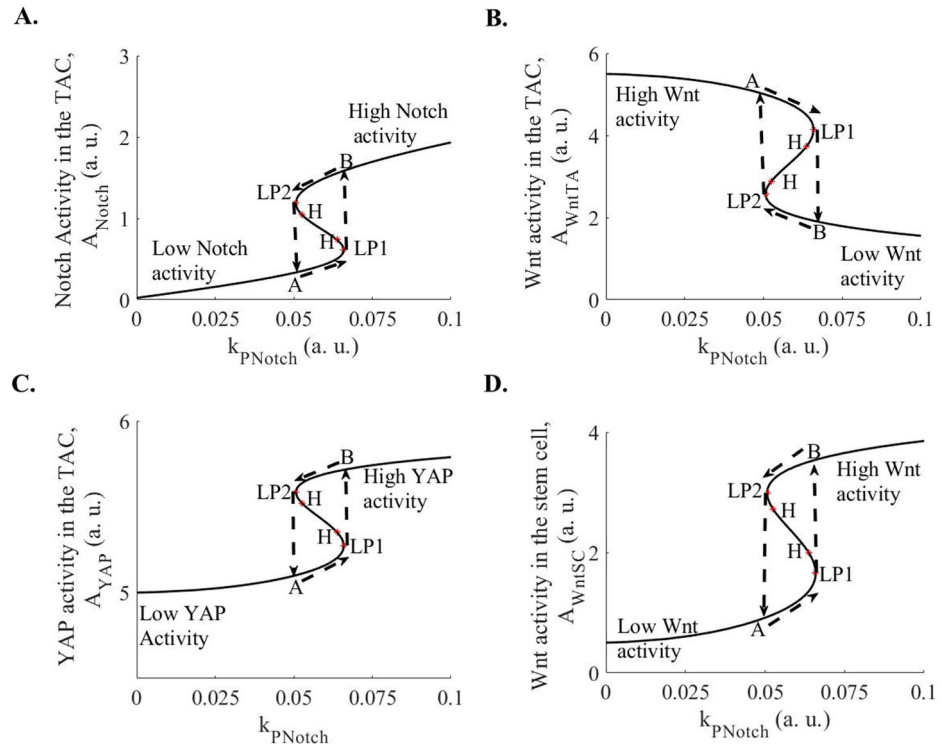 A.
Notch Activity in the TAC,
A_Notch (a. u.)
3
2
1
0
High Notch
activity
B
LP2
H
H
LP1
Low Notch
activity
A
0 0.025 0.05 0.075 0.1
k_PNotch (a. u.)
B.
Wnt activity in the TAC,
A_WntTA (a. u.)
6
4
2
0
A
High Wnt
activity
LP1
H
H
LP2
B
Low Wnt
activity
0 0.025 0.05 0.075 0.1
k_PNotch (a. u.)
C.
YAP activity in the TAC,
A_YAP (a. u.)
6
5
B
High YAP
activity
LP2
H
H
LP1
A
Low YAP
Activity
0 0.025 0.05 0.075 0.1
k_PNotch
D.
Wnt activity in the stem cell,
A_WntSC (a. u.)
4
2
0
B
High Wnt
activity
LP2
H
H
LP1
Low Wnt
activity
A
0 0.025 0.05 0.075 0.1
k_PNotch (a. u.)